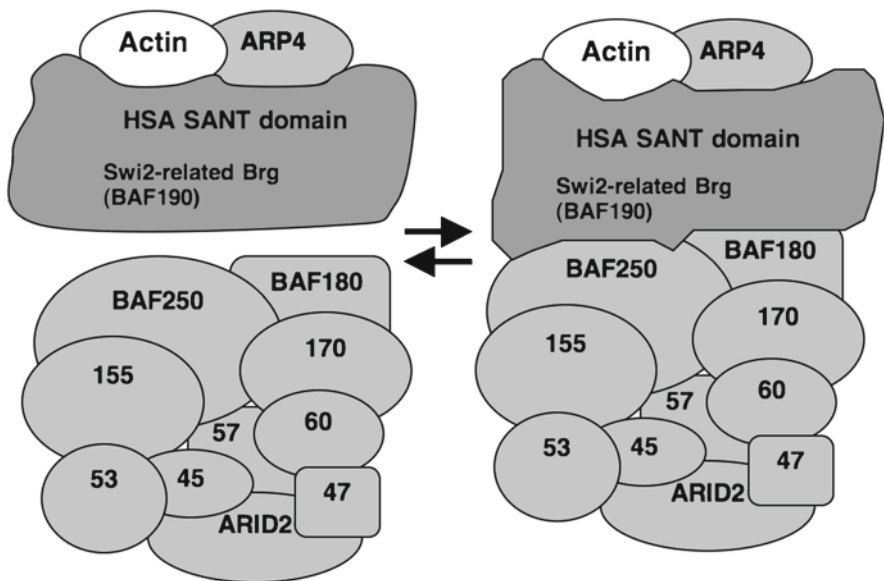 Actin
ARP4
HSA SANT domain
Swi2-related Brg
(BAF190)
BAF250
BAF180
155
170
57
60
53
45
47
ARID2
Actin
ARP4
HSA SANT domain
Swi2-related Brg
(BAF190)
BAF250
BAF180
155
170
57
60
53
45
47
ARID2